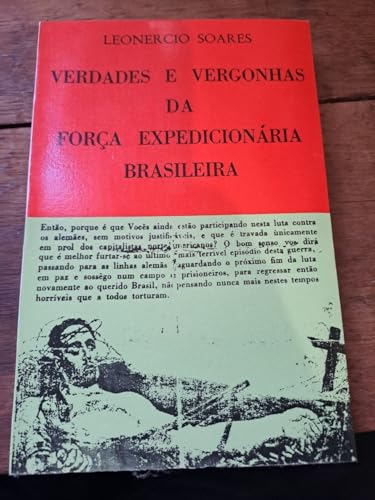 LEONERCIO SOARES
VERDADES E VERGONHAS
DA
FORÇA EXPEDICIONÁRIA
BRASILEIRA
Então, porque é que Vocês ainda estão participando nesta luta contra
os alemães, sem motivos justificáveis, e que é travada ùnicamente
em pról dos capitalistas norte-americanos? O bom senso vos dirá
que é melhor furtar-se ao último e mais terrivel episódio desta guerra,
passando para as linhas alemãs aguardando o próximo fim da luta
em paz e sossêgo num campo prisioneiros, para regressar então
novamente ao querido Brasil, não pensando nunca mais nestes tempos
horríveis que a todos torturam.